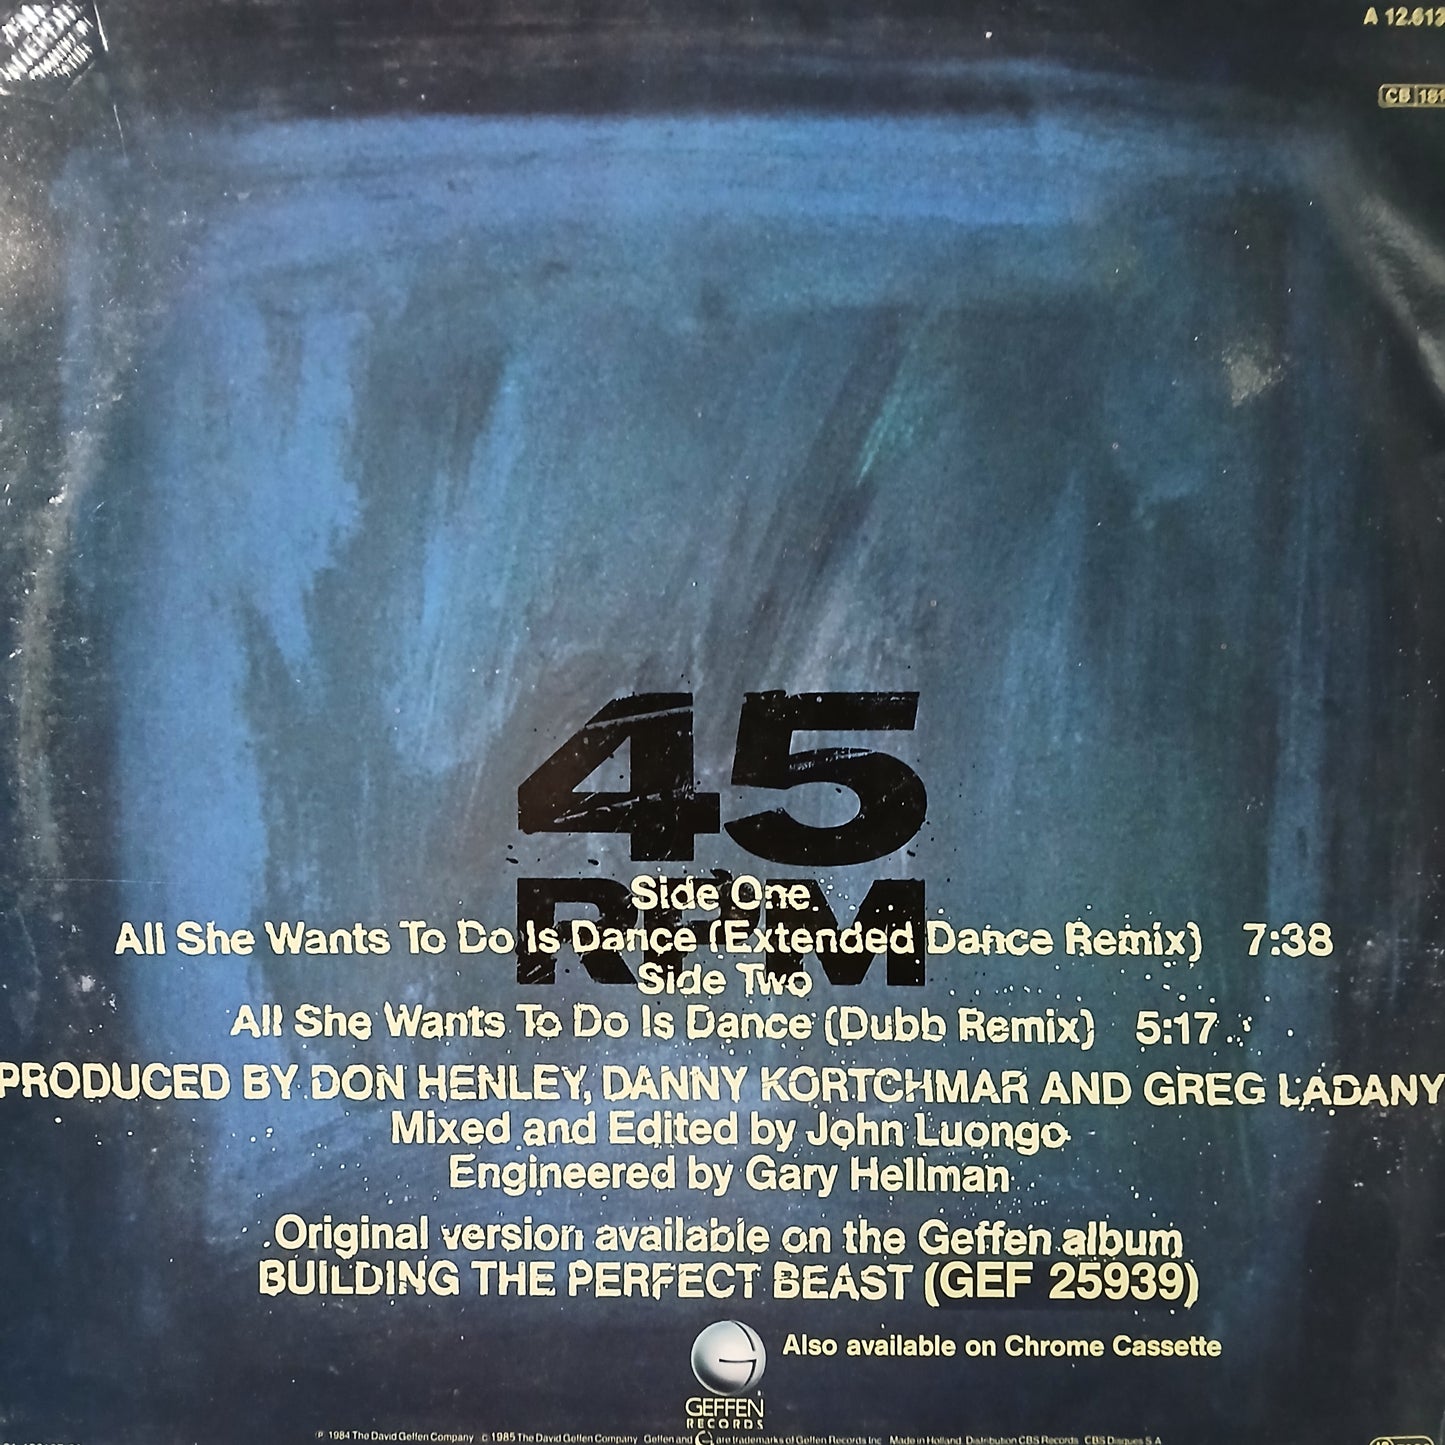 A 12.613
CB 181
45
RPM
Side One
All She Wants To Do Is Dance (Extended Dance Remix) 7:38
Side Two
All She Wants To Do Is Dance (Dubb Remix) 5:17
PRODUCED BY DON HENLEY, DANNY KORTCHMAR AND GREG LADANY
Mixed and Edited by John Luongo
Engineered by Gary Hellman
Original version available on the Geffen album
BUILDING THE PERFECT BEAST (GEF 25939)
Also available on Chrome Cassette
GEFFEN
RECORDS
℗ 1984 The David Geffen Company © 1985 The David Geffen Company Geffen and G are trademarks of Geffen Records Inc Made in Holland Distribution CBS Records CBS Disques S.A